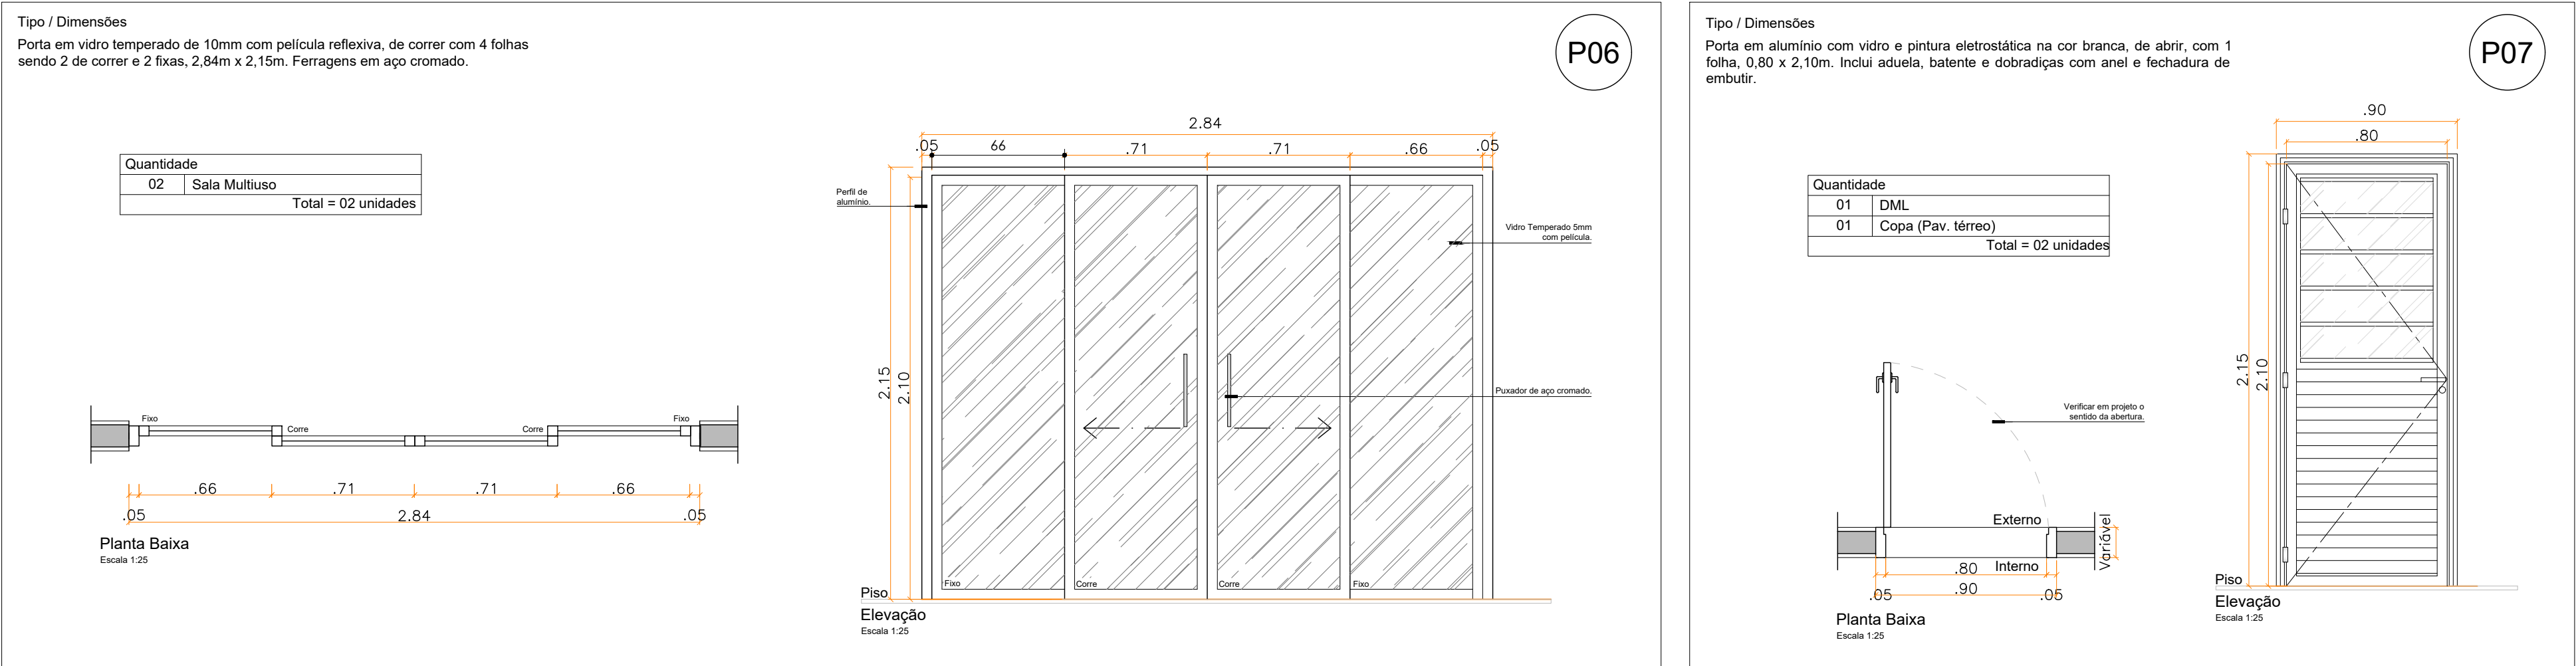 Tipo / Dimensões
Porta em vidro temperado de 10mm com película reflexiva, de correr com 4 folhas
sendo 2 de correr e 2 fixas, 2,84m x 2,15m. Ferragens em aço cromado.
P06
Quantidade
02 Sala Multiuso
Total = 02 unidades
Fixo
Corre
Corre
Fixo
.66
.71
.71
.66
.05
2.84
.05
Planta Baixa
Escala 1:25
2.84
.05
66
.71
.71
.66
.05
Perfil de
alumínio.
Vidro Temperado 5mm
com película.
2.15
2.10
Puxador de aço cromado.
Fixo
Corre
Corre
Fixo
Piso
Elevação
Escala 1:25
Tipo / Dimensões
Porta em alumínio com vidro e pintura eletrostática na cor branca, de abrir, com 1
folha, 0,80 x 2,10m. Inclui aduela, batente e dobradiças com anel e fechadura de
embutir.
P07
Quantidade
01 DML
01 Copa (Pav. térreo)
Total = 02 unidades
Verificar em projeto o
sentido da abertura.
Externo
Interno
Variável
.80
.05
.90
.05
Planta Baixa
Escala 1:25
.90
.80
2.15
2.10
Piso
Elevação
Escala 1:25